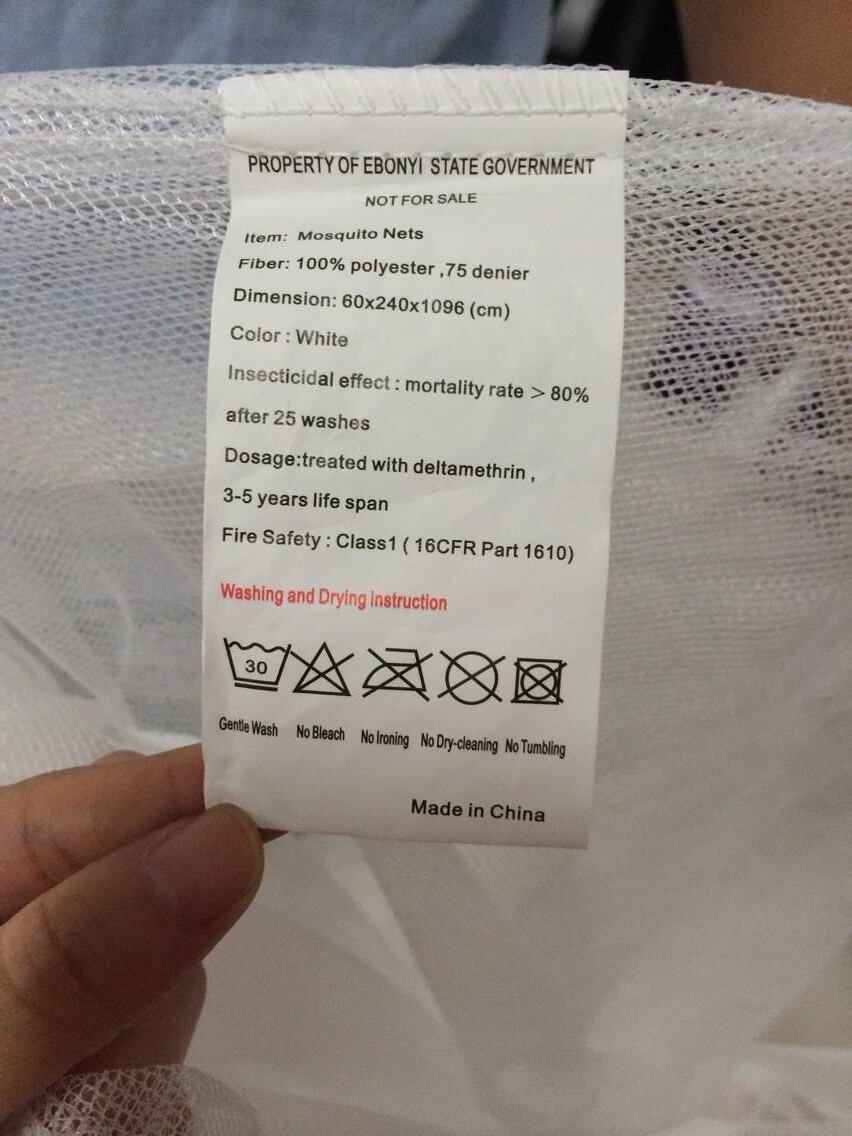 PROPERTY OF EBONYI STATE GOVERNMENT
NOT FOR SALE
Item: Mosquito Nets
Fiber: 100% polyester ,75 denier
Dimension: 60x240x1096 (cm)
Color : White
Insecticidal effect : mortality rate > 80%
after 25 washes
Dosage:treated with deltamethrin ,
3-5 years life span
Fire Safety : Class1 ( 16CFR Part 1610)
Washing and Drying instruction
30
Gentle Wash No Bleach No Ironing No Dry-cleaning No Tumbling
Made in China